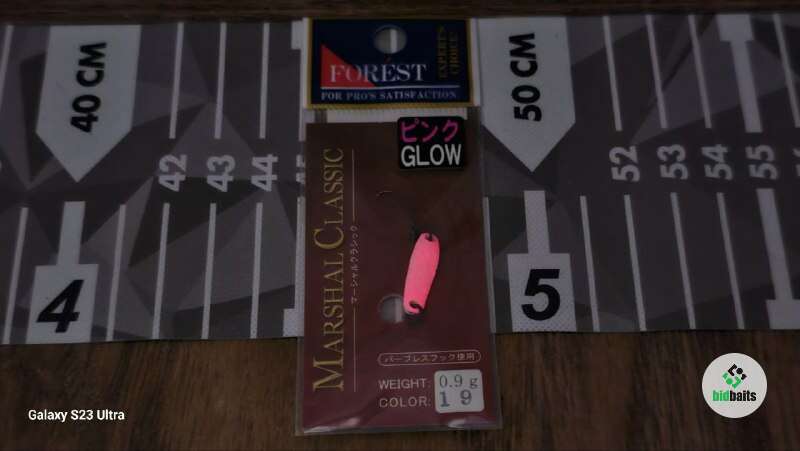 40 CM
42
43
44
4
FORÉST
EXPERT'S
CHOICE!
FOR PRO'S SATISFACTION.
ピンク
GLOW
MARSHAL CLASSIC
マーシャルクラシック
バーブレスフック使用
WEIGHT: 0.9 g
COLOR: 19
50 CM
52
53
54
55
5
Galaxy S23 Ultra
bidbaits